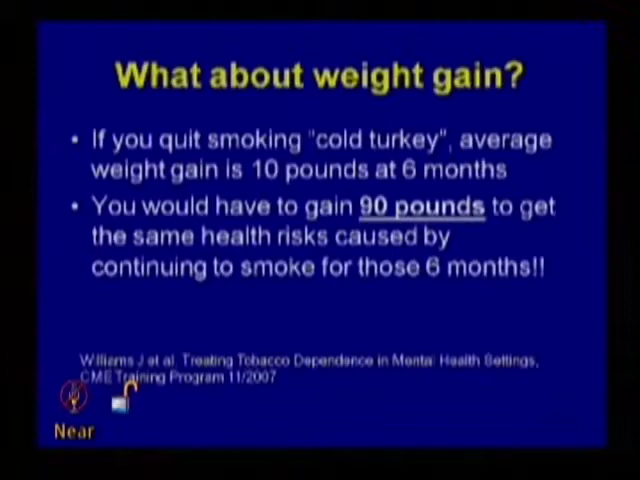 What about weight gain?
• If you quit smoking "cold turkey", average
weight gain is 10 pounds at 6 months
• You would have to gain 90 pounds to get
the same health risks caused by
continuing to smoke for those 6 months!!
Williams J et al. Treating Tobacco Dependence in Mental Health Settings,
CME Training Program 11/2007
Near